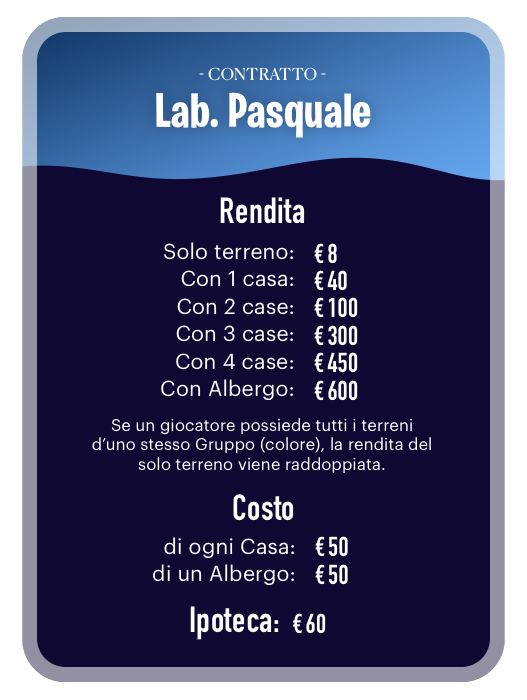 - CONTRATTO -
Lab. Pasquale
Rendita
Solo terreno: € 8
Con 1 casa: € 40
Con 2 case: € 100
Con 3 case: € 300
Con 4 case: € 450
Con Albergo: € 600
Se un giocatore possiede tutti i terreni
d'uno stesso Gruppo (colore), la rendita del
solo terreno viene raddoppiata.
Costo
di ogni Casa: € 50
di un Albergo: € 50
Ipoteca: € 60